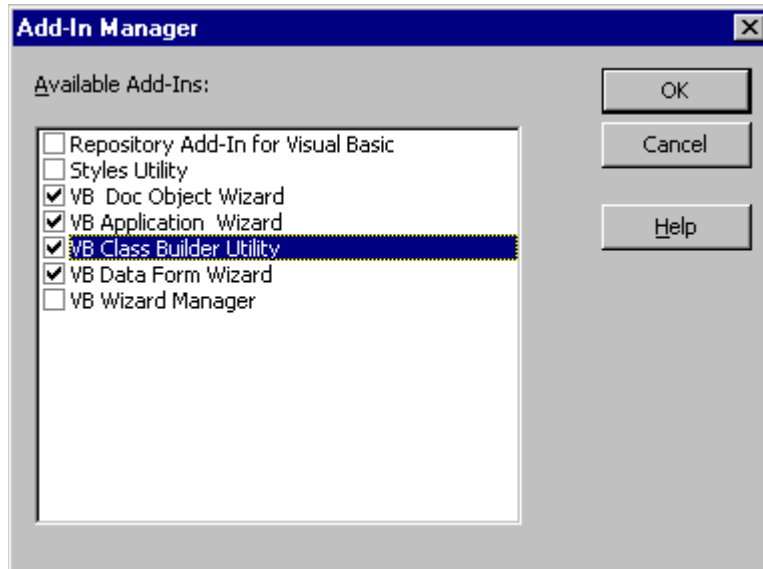 Add-In Manager
Available Add-Ins:
OK
Repository Add-In for Visual Basic
Cancel
Styles Utility
VB Doc Object Wizard
VB Application Wizard
Help
VB Class Builder Utility
VB Data Form Wizard
VB Wizard Manager